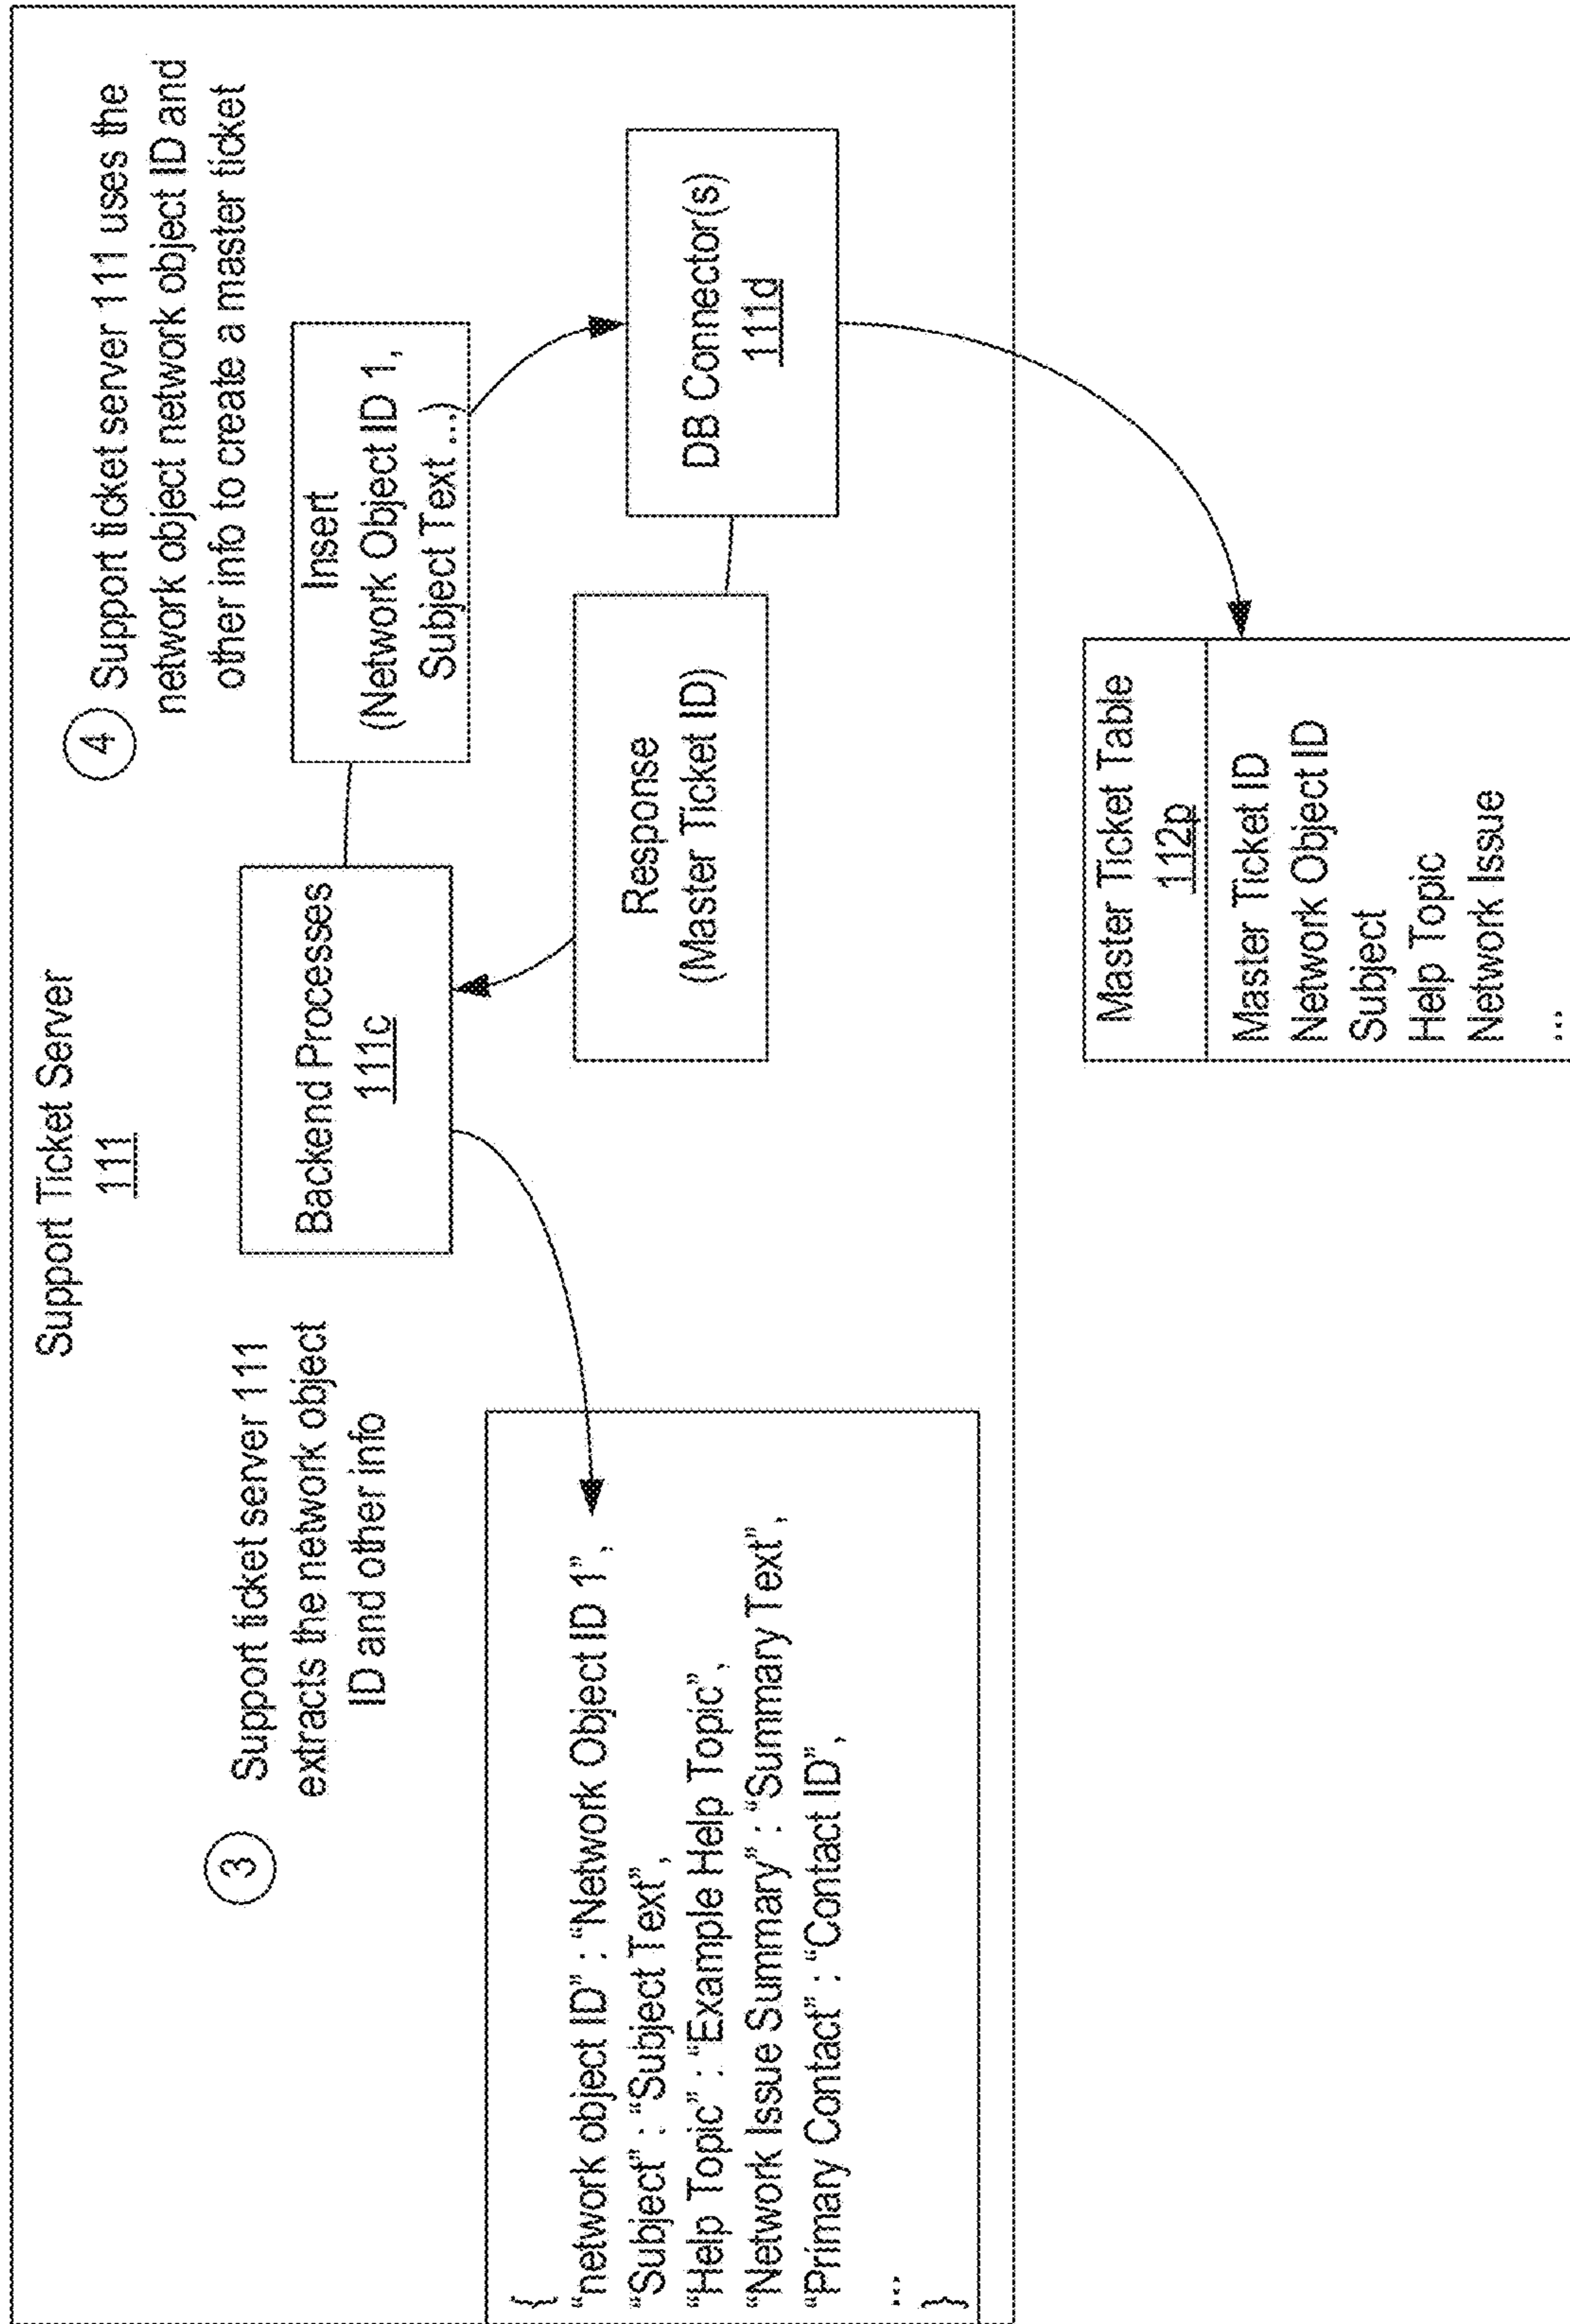 Support Ticket Server
111
3
Support ticket server 111
extracts the network object
ID and other info
4
Support ticket server 111 uses the
network object network object ID and
other info to create a master ticket
Backend Processes
111c
Insert
(Network Object ID 1,
Subject Text ...)
Response
(Master Ticket ID)
DB Connector(s)
111d
{
“network object ID” : “Network Object ID 1”,
“Subject” : “Subject Text”,
“Help Topic” : “Example Help Topic”,
“Network Issue Summary” : “Summary Text”,
“Primary Contact” : “Contact ID”,
...
}
Master Ticket Table
112p
Master Ticket ID
Network Object ID
Subject
Help Topic
Network Issue
...